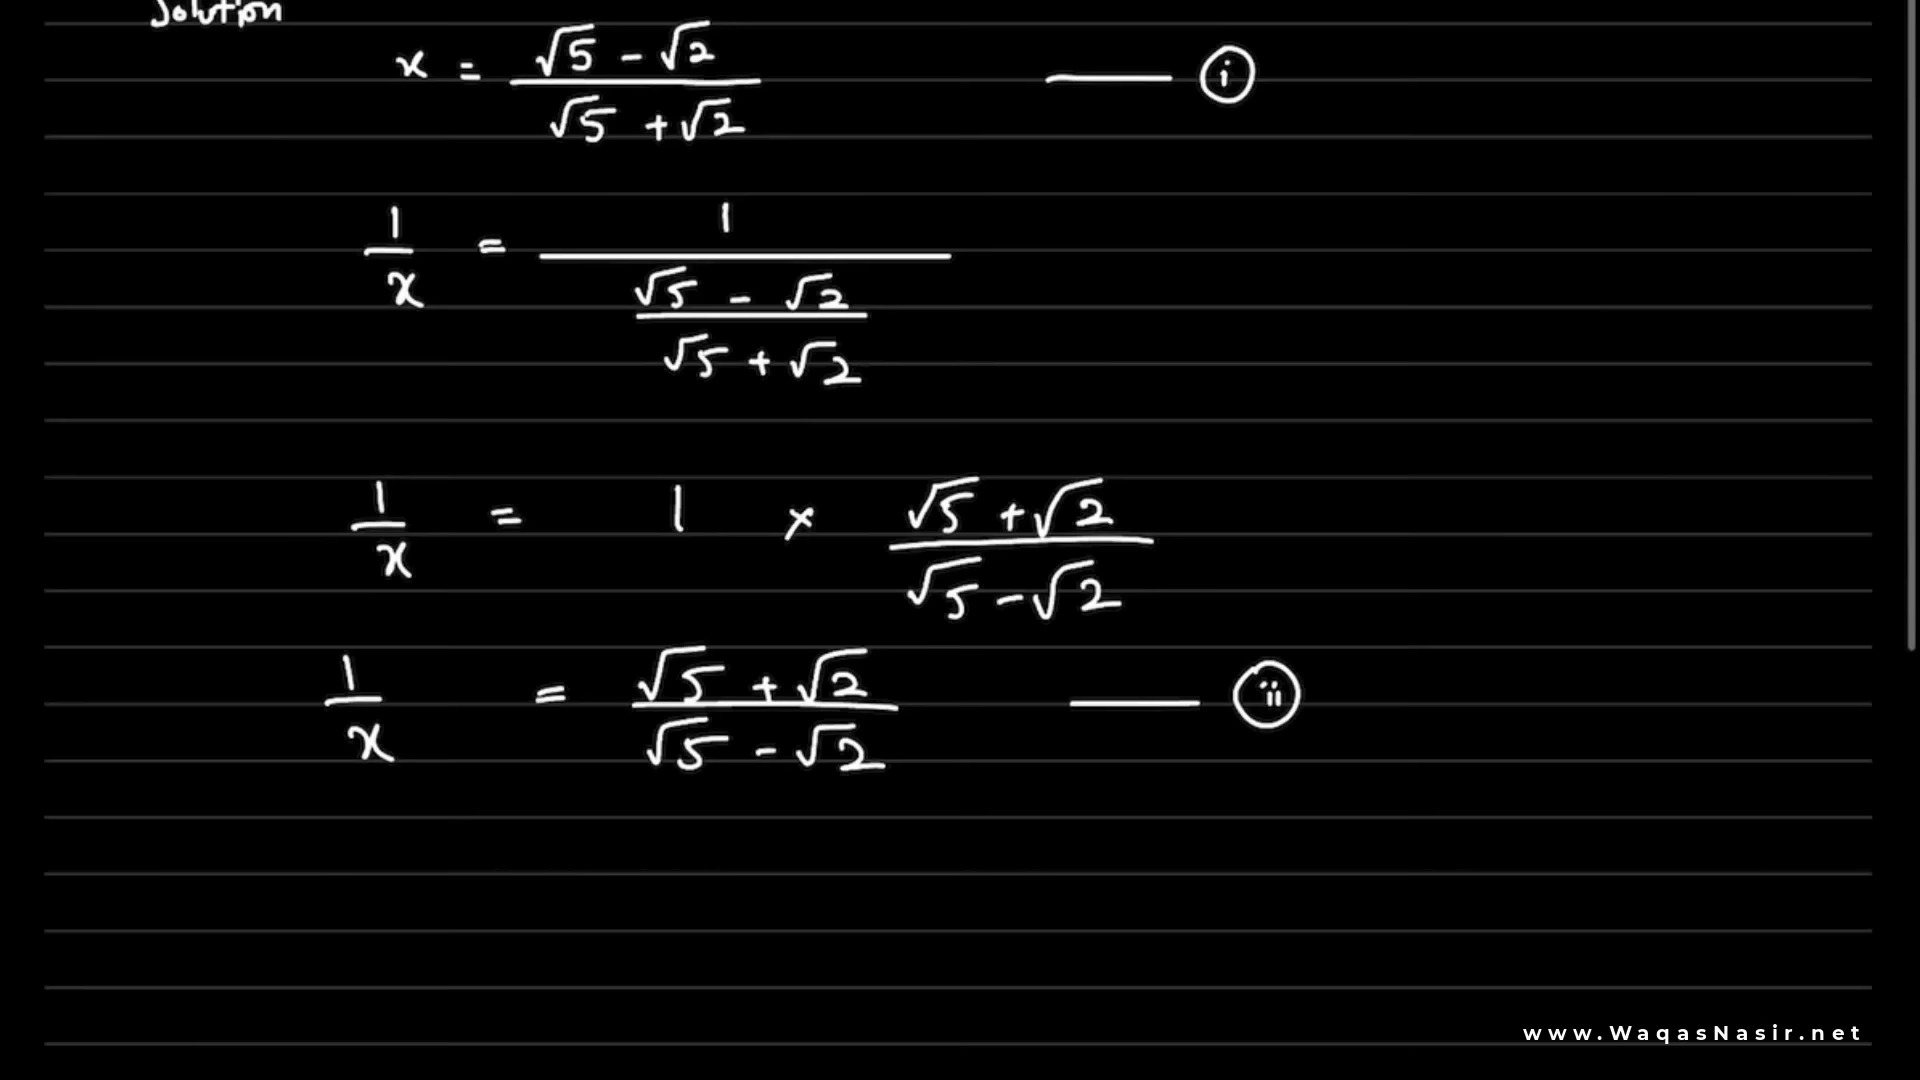 Solution
x = (√5 - √2)/(√5 + √2) —— (i)
1/x = 1/((√5 - √2)/(√5 + √2))
1/x = 1 × (√5 + √2)/(√5 - √2)
1/x = (√5 + √2)/(√5 - √2) —— (ii)
www.WaqasNasir.net